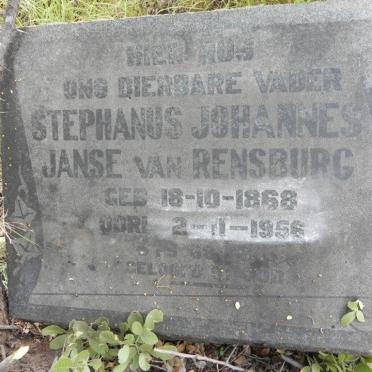 HIER RUS
ONS DIERBARE VADER
STEPHANUS JOHANNES
JANSE VAN RENSBURG
GEB 18-10-1868
OORL 2-11-1956